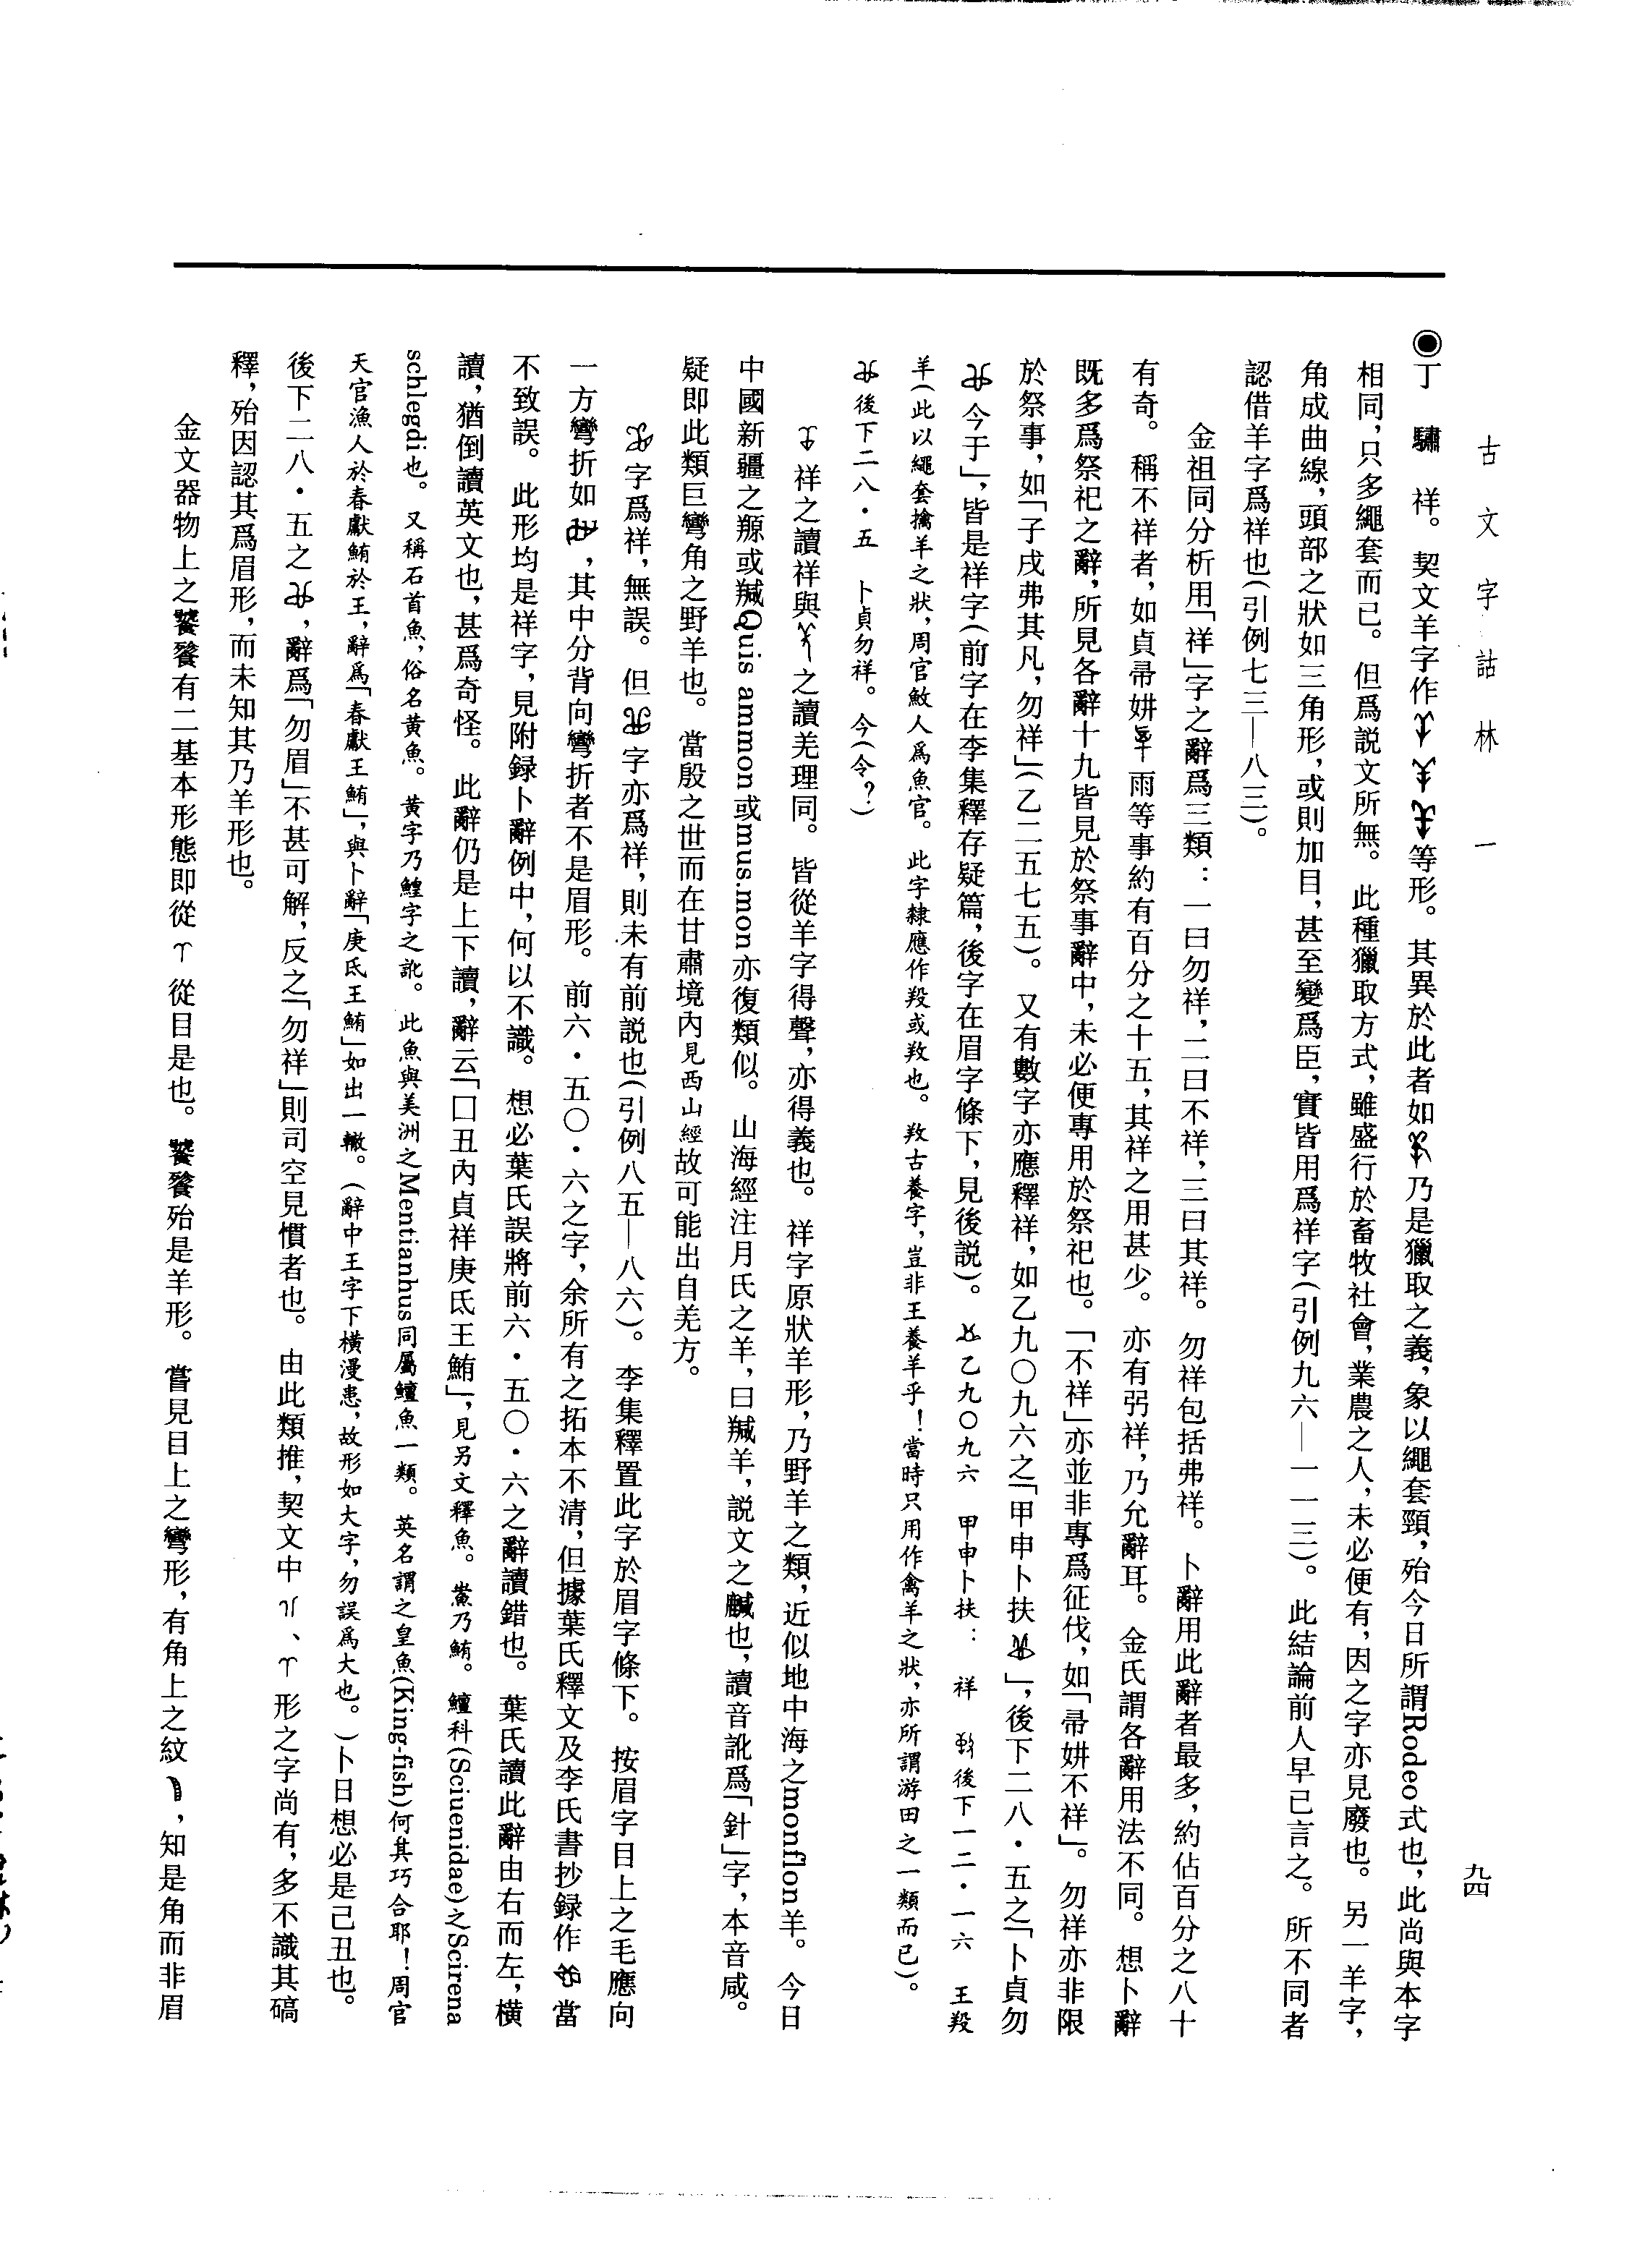 古文字詁林 一
九四
◉丁 驌 祥。契文羊字作等形。其異於此者如乃是獵取之義，象以繩套頸，殆今日所謂Rodeo式也，此尚與本字
相同，只多繩套而已。但爲説文所無。此種獵取方式，雖盛行於畜牧社會，業農之人，未必便有，因之字亦見廢也。另一羊字，
角成曲線，頭部之狀如三角形，或則加目，甚至變爲臣，實皆用爲祥字（引例九六—一一三）。此結論前人早已言之。所不同者
認借羊字爲祥也（引例七三—八三）。
金祖同分析用「祥」字之辭爲三類：一曰勿祥，二曰不祥，三曰其祥。勿祥包括弗祥。卜辭用此辭者最多，約佔百分之八十
有奇。稱不祥者，如貞帚妌雨等事約有百分之十五，其祥之用甚少。亦有弜祥，乃允辭耳。金氏謂各辭用法不同。想卜辭
既多爲祭祀之辭，所見各辭十九皆見於祭事辭中，未必便專用於祭祀也。「不祥」亦並非專爲征伐，如「帚妌不祥」。勿祥亦非限
於祭事，如「子戌弗其凡，勿祥」（乙二五七五）。又有數字亦應釋祥，如乙九〇九六之「甲申卜扶」，後下二八·五之「卜貞勿
今于」，皆是祥字（前字在李集釋存疑篇，後字在眉字條下，見後説）。乙九〇九六 甲申卜扶： 祥 後下一二·一六 王羖
羊（此以繩套擒羊之狀，周官䱷人爲魚官。此字隸應作羖或羧也。羧古養字，豈非王養羊乎！當時只用作禽羊之狀，亦所謂游田之一類而已）。
後下二八·五 卜貞勿祥。今（令？）
祥之讀祥與之讀羌理同。皆從羊字得聲，亦得義也。祥字原狀羊形，乃野羊之類，近似地中海之monflon羊。今日
中國新疆之羱或羬Quis ammon或mus.mon亦復類似。山海經注月氏之羊，曰羬羊，説文之麙也，讀音訛爲「針」字，本音咸。
疑即此類巨彎角之野羊也。當殷之世而在甘肅境內見西山經故可能出自羌方。
字爲祥，無誤。但字亦爲祥，則未有前説也（引例八五—八六）。李集釋置此字於眉字條下。按眉字目上之毛應向
一方彎折如，其中分背向彎折者不是眉形。前六·五〇·六之字，余所有之拓本不清，但據葉氏釋文及李氏書抄録作當
不致誤。此形均是祥字，見附録卜辭例中，何以不識。想必葉氏誤將前六·五〇·六之辭讀錯也。葉氏讀此辭由右而左，横
讀，猶倒讀英文也，甚爲奇怪。此辭仍是上下讀，辭云「囗丑內貞祥庚氏王鮪」，見另文釋魚。鮺乃鮪。鱣科(Sciuenidae)之Scirena
schlegdi也。又稱石首魚，俗名黄魚。黄字乃鰉字之訛。此魚與美洲之Mentianhus同屬鱣魚一類。英名謂之皇魚(King-fish)何其巧合耶！周官
天官漁人於春獻鮪於王，辭爲「春獻王鮪」，與卜辭「庚氏王鮪」如出一轍。（辭中王字下横漫患，故形如大字，勿誤爲大也。）卜日想必是己丑也。
後下二八·五之，辭爲「勿眉」不甚可解，反之「勿祥」則司空見慣者也。由此類推，契文中、形之字尚有，多不識其碻
釋，殆因認其爲眉形，而未知其乃羊形也。
金文器物上之饕餮有二基本形態即從從目是也。饕餮殆是羊形。嘗見目上之彎形，有角上之紋，知是角而非眉